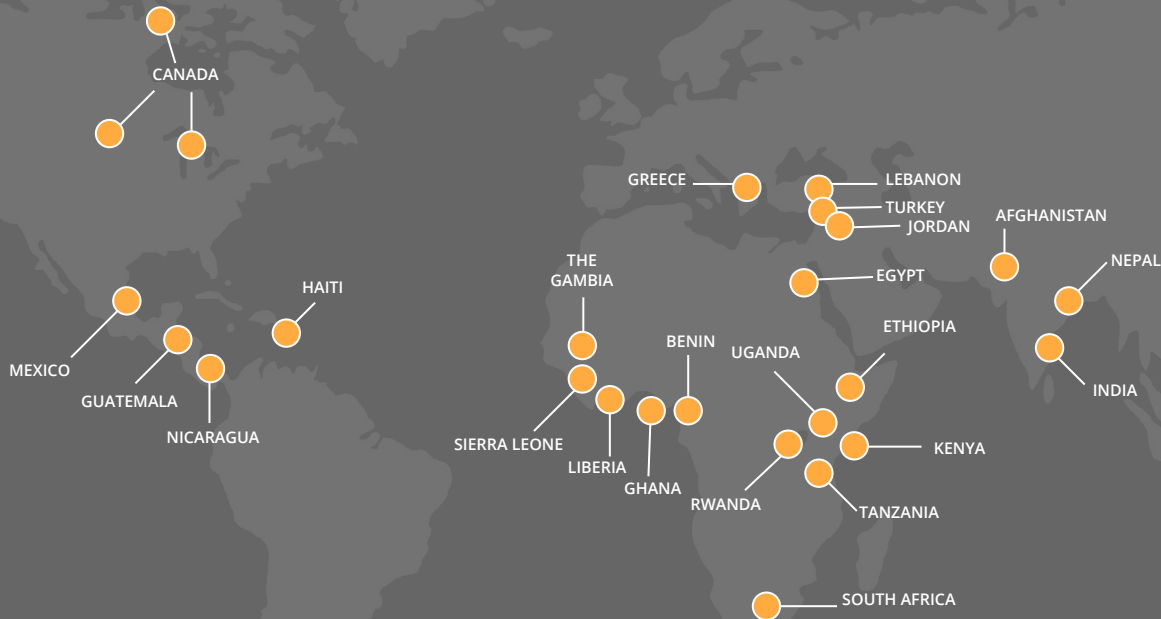 CANADA
GREECE
LEBANON
TURKEY
JORDAN
AFGHANISTAN
NEPAL
THE
GAMBIA
EGYPT
HAITI
ETHIOPIA
BENIN
UGANDA
MEXICO
INDIA
GUATEMALA
NICARAGUA
SIERRA LEONE
KENYA
LIBERIA
GHANA
RWANDA
TANZANIA
SOUTH AFRICA